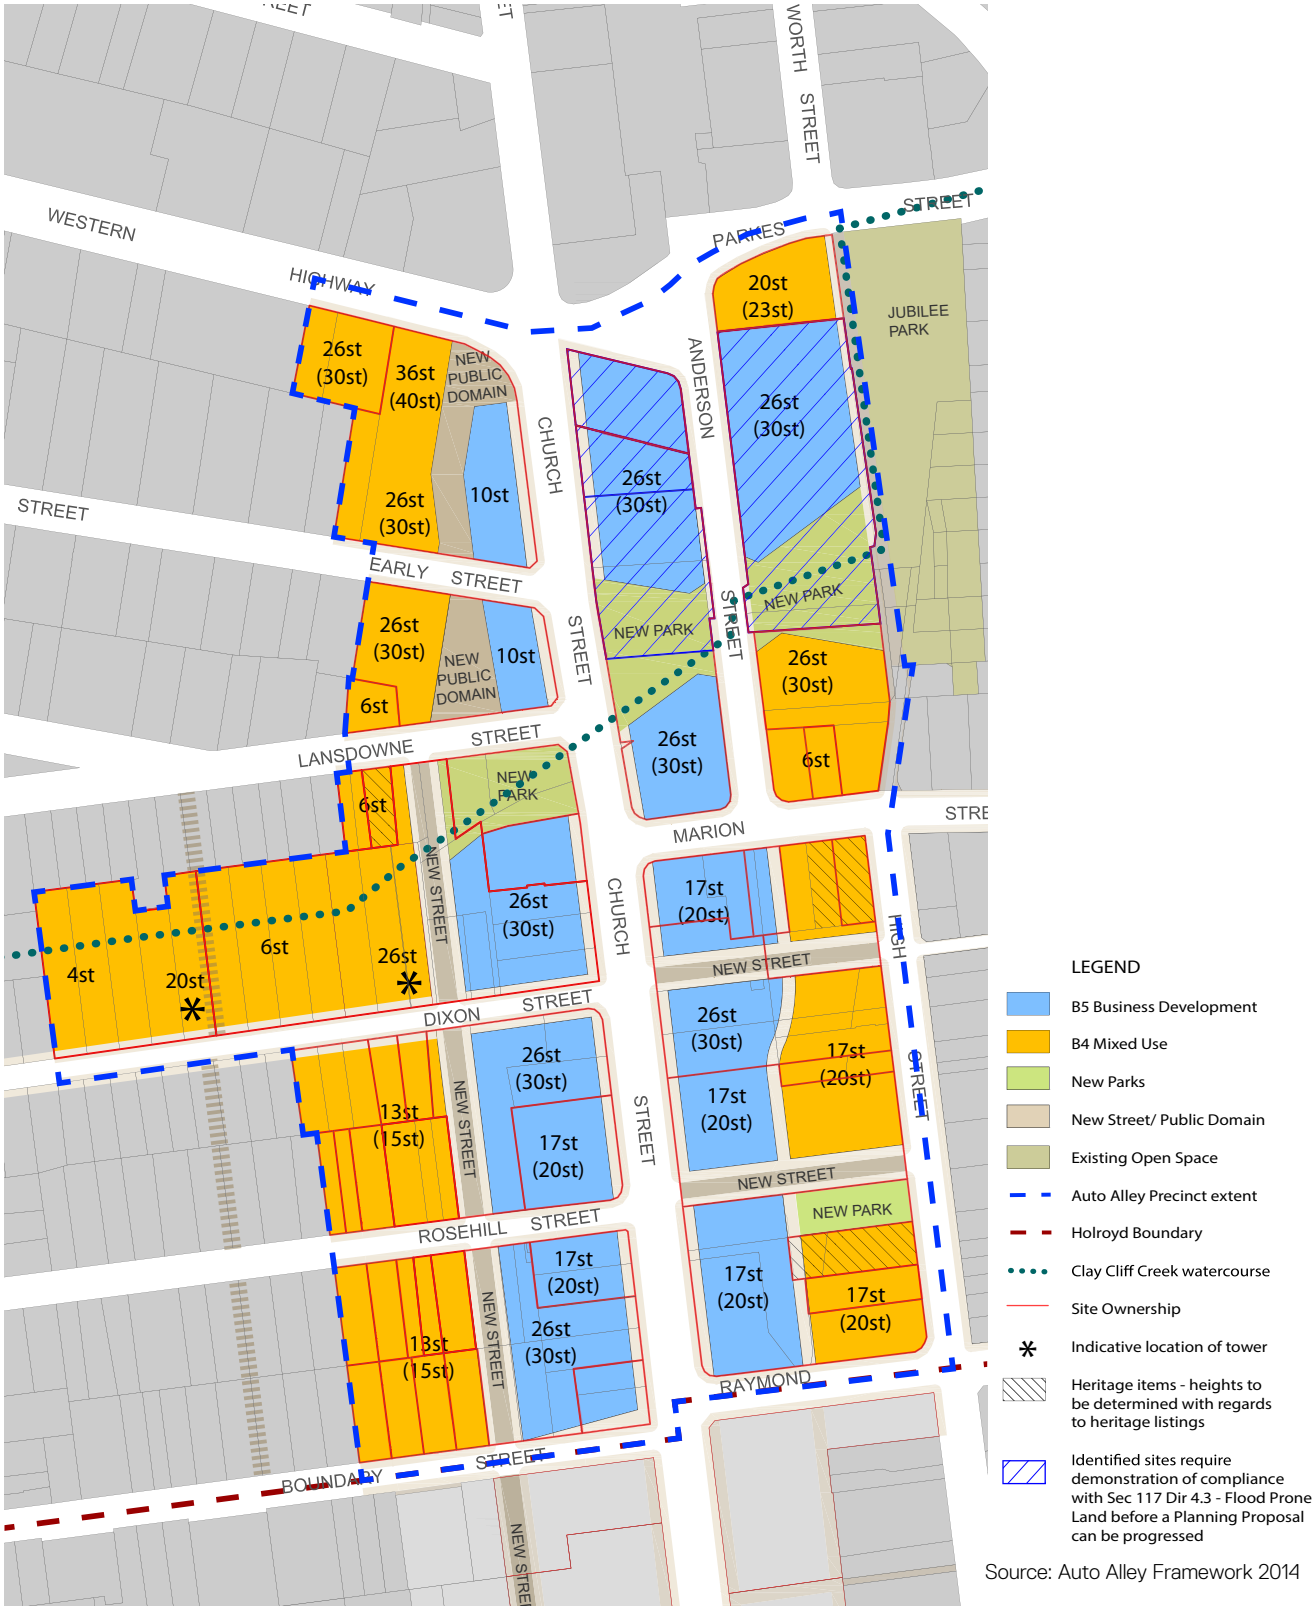 WORTH STREET
WESTERN
HIGHWAY
PARKES
STREET
JUBILEE
PARK
20st
(23st)
26st
(30st)
36st
(40st)
NEW
PUBLIC
DOMAIN
ANDERSON
STREET
26st
(30st)
CHURCH
STREET
26st
(30st)
10st
26st
(30st)
STREET
EARLY STREET
NEW PARK
NEW PARK
26st
(30st)
10st
NEW
PUBLIC
DOMAIN
6st
26st
(30st)
26st
(30st)
6st
LANSDOWNE STREET
NEW
PARK
6st
MARION
STRE
NEW STREET
CHURCH
STREET
17st
(20st)
26st
(30st)
HIGH
STREET
4st
20st
6st
26st
NEW STREET
DIXON STREET
26st
(30st)
17st
(20st)
17st
(20st)
26st
(30st)
17st
(20st)
13st
(15st)
NEW STREET
NEW STREET
ROSEHILL STREET
NEW PARK
17st
(20st)
17st
(20st)
17st
(20st)
26st
(30st)
13st
(15st)
NEW STREET
RAYMOND
BOUNDARY STREET
NEW STREE
LEGEND
B5 Business Development
B4 Mixed Use
New Parks
New Street/ Public Domain
Existing Open Space
Auto Alley Precinct extent
Holroyd Boundary
Clay Cliff Creek watercourse
Site Ownership
Indicative location of tower
Heritage items - heights to
be determined with regards
to heritage listings
Identified sites require
demonstration of compliance
with Sec 117 Dir 4.3 - Flood Prone
Land before a Planning Proposal
can be progressed
Source: Auto Alley Framework 2014